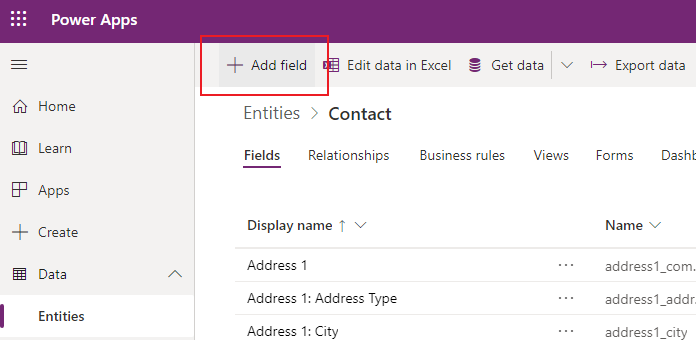 Power Apps
Add field Edit data in Excel Get data Export data
Home
Learn
Apps
Create
Data
Entities
Entities > Contact
Fields Relationships Business rules Views Forms
Display name Name
Address 1 address1_com...
Address 1: Address Type address1_addr...
Address 1: City address1_city